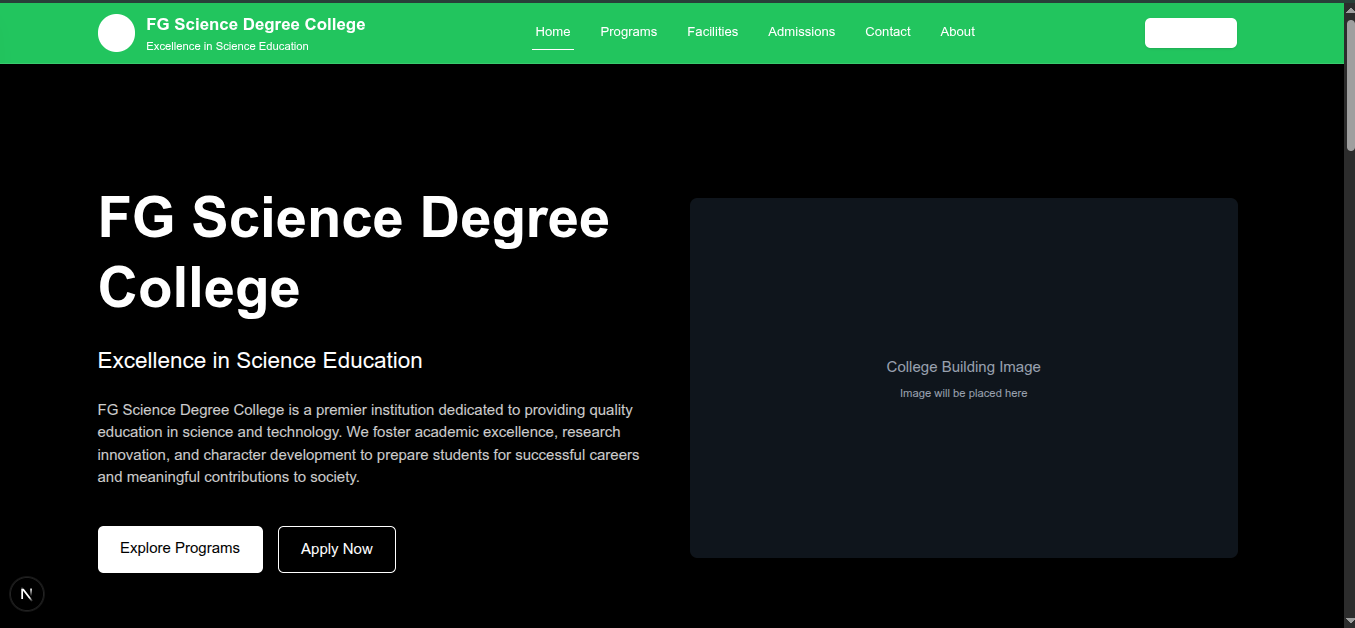 FG Science Degree College
Excellence in Science Education
Home
Programs
Facilities
Admissions
Contact
About
FG Science Degree
College
Excellence in Science Education
FG Science Degree College is a premier institution dedicated to providing quality
education in science and technology. We foster academic excellence, research
innovation, and character development to prepare students for successful careers
and meaningful contributions to society.
Explore Programs
Apply Now
College Building Image
Image will be placed here
N